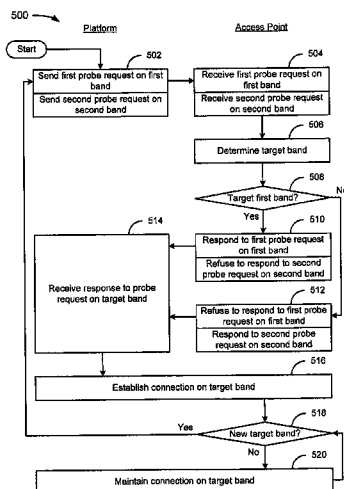 500
Platform
Access Point
Start
502
Send first probe request on first
band
Send second probe request on
second band
504
Receive first probe request on
first band
Receive second probe request
on second band
506
Determine target band
508
Target first band?
No
Yes
510
Respond to first probe request
on first band
Refuse to respond to second
probe request on second band
514
Receive response to probe
request on target band
512
Refuse to respond to first probe
request on first band
Respond to second probe
request on second band
516
Establish connection on target band
518
New target band?
Yes
No
520
Maintain connection on target band